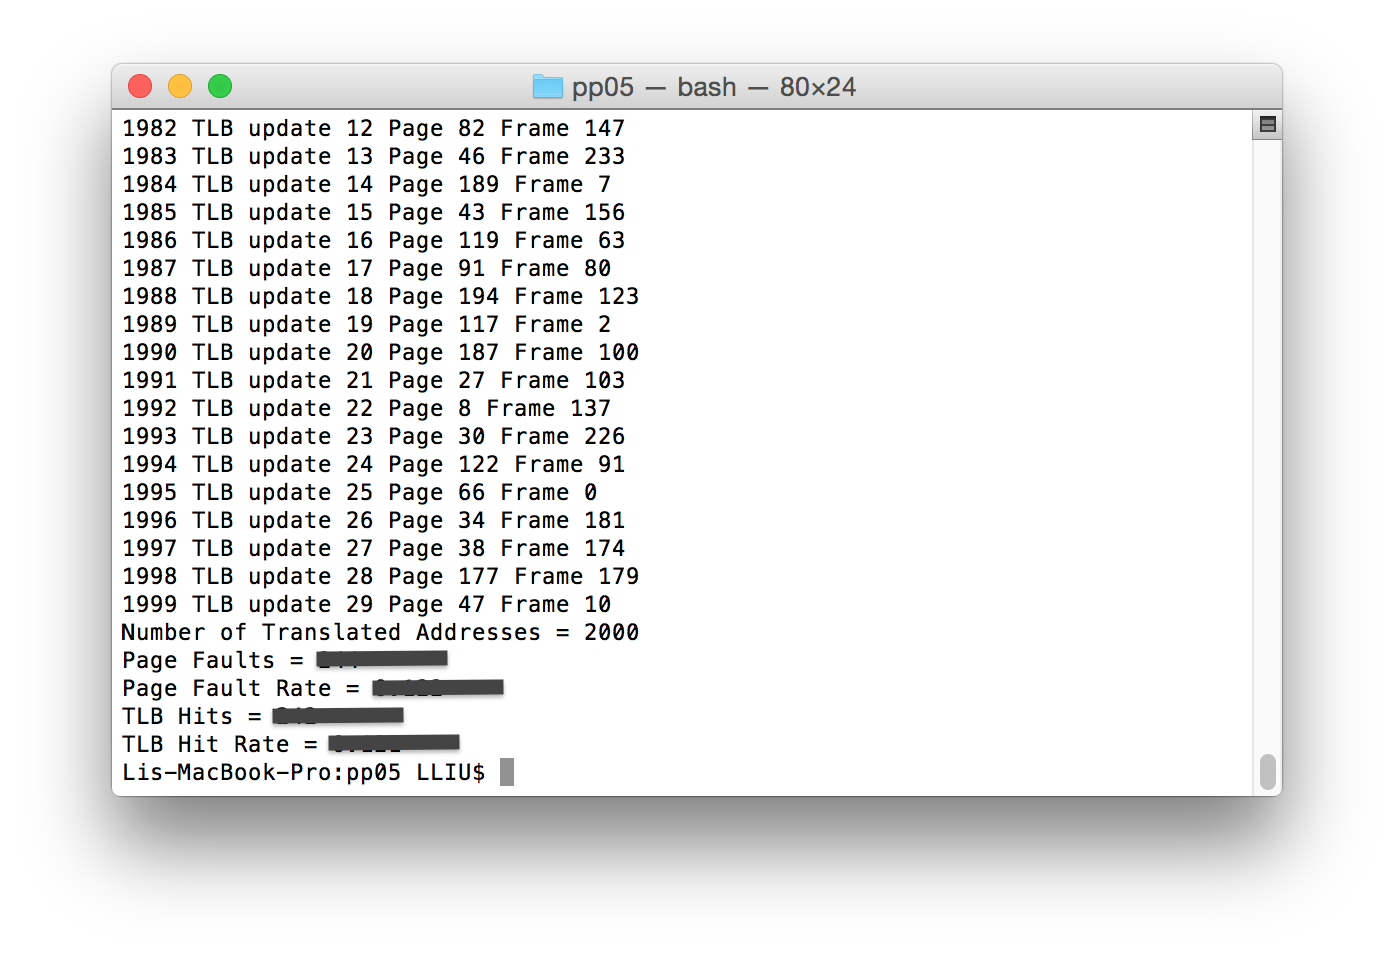 pp05 — bash — 80×24
1982 TLB update 12 Page 82 Frame 147
1983 TLB update 13 Page 46 Frame 233
1984 TLB update 14 Page 189 Frame 7
1985 TLB update 15 Page 43 Frame 156
1986 TLB update 16 Page 119 Frame 63
1987 TLB update 17 Page 91 Frame 80
1988 TLB update 18 Page 194 Frame 123
1989 TLB update 19 Page 117 Frame 2
1990 TLB update 20 Page 187 Frame 100
1991 TLB update 21 Page 27 Frame 103
1992 TLB update 22 Page 8 Frame 137
1993 TLB update 23 Page 30 Frame 226
1994 TLB update 24 Page 122 Frame 91
1995 TLB update 25 Page 66 Frame 0
1996 TLB update 26 Page 34 Frame 181
1997 TLB update 27 Page 38 Frame 174
1998 TLB update 28 Page 177 Frame 179
1999 TLB update 29 Page 47 Frame 10
Number of Translated Addresses = 2000
Page Faults =
Page Fault Rate =
TLB Hits =
TLB Hit Rate =
Lis-MacBook-Pro:pp05 LLIU$